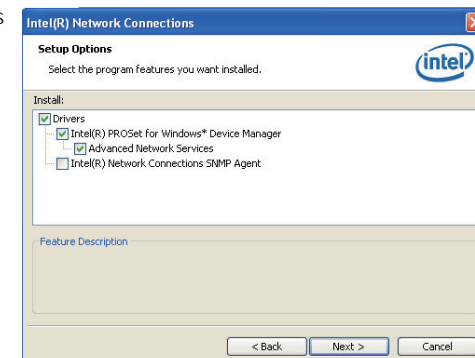 s
Intel(R) Network Connections
Setup Options
Select the program features you want installed.
intel
Install:
Drivers
Intel(R) PROSet for Windows* Device Manager
Advanced Network Services
Intel(R) Network Connections SNMP Agent
Feature Description
< Back
Next >
Cancel